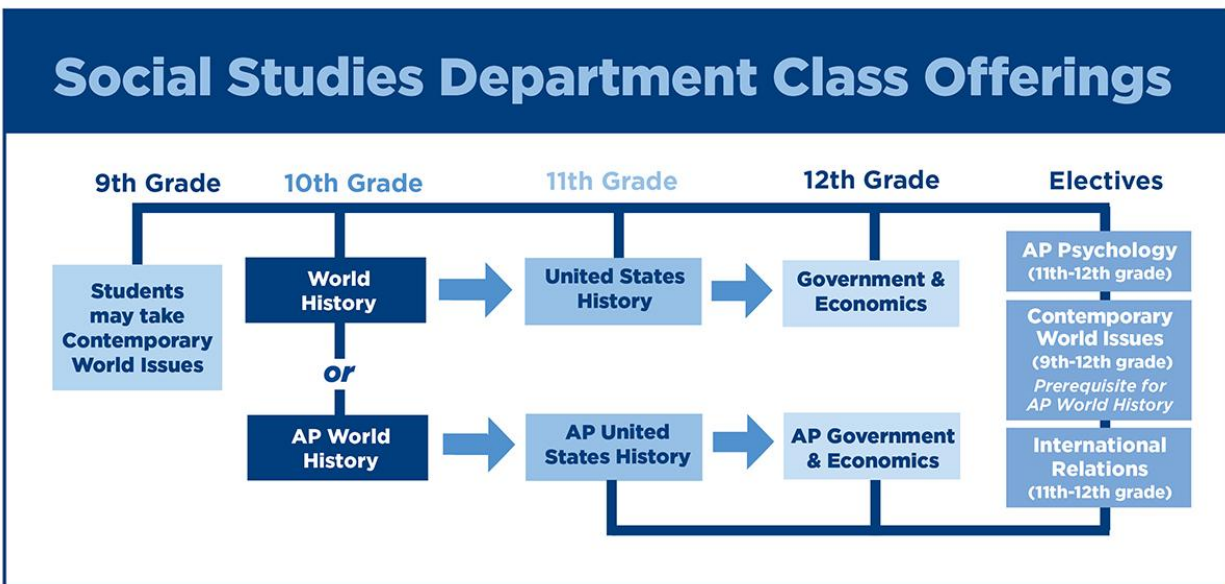 Social Studies Department Class Offerings
9th Grade
10th Grade
11th Grade
12th Grade
Electives
Students
may take
Contemporary
World Issues
World
History
or
AP World
History
United States
History
AP United
States History
Government &
Economics
AP Government
& Economics
AP Psychology
(11th-12th grade)
Contemporary
World Issues
(9th-12th grade)
Prerequisite for
AP World History
International
Relations
(11th-12th grade)